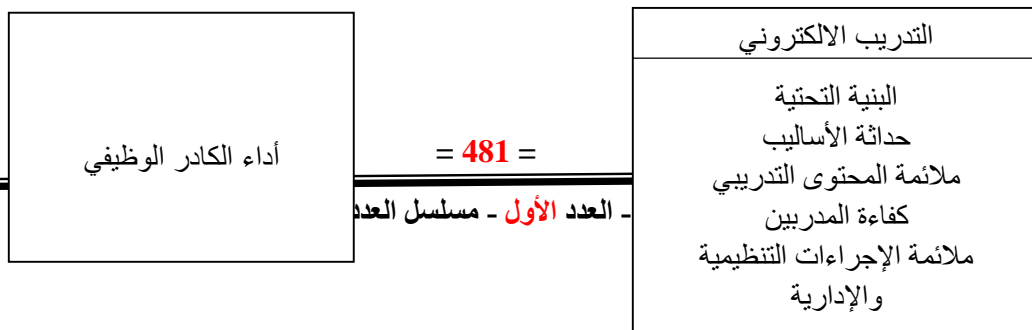 التدريب الالكتروني
البنية التحتية
حداثة الأساليب
ملائمة المحتوى التدريبي
كفاءة المدربين
ملائمة الإجراءات التنظيمية
والإدارية
= 481 =
ـ العدد الأول ـ مسلسل العدد
أداء الكادر الوظيفي